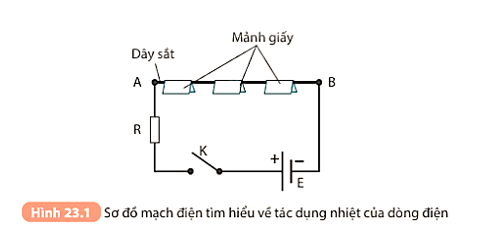 Mảnh giấy
Dây sắt
A
B
R
K
+
−
E
Hình 23.1 Sơ đồ mạch điện tìm hiểu về tác dụng nhiệt của dòng điện